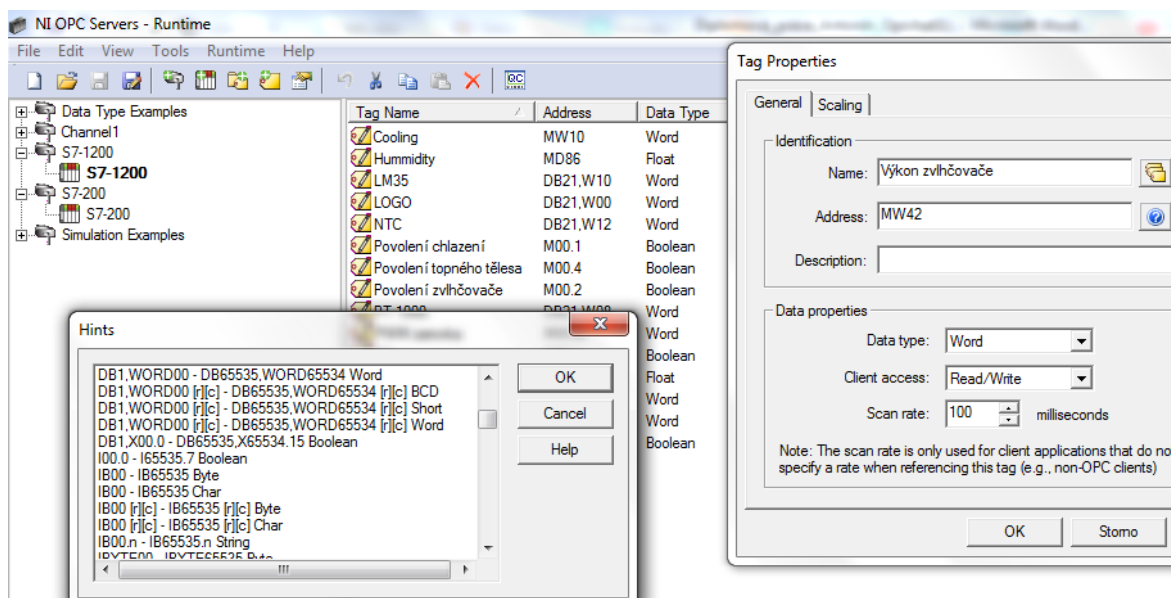 NI OPC Servers - Runtime
File Edit View Tools Runtime Help
Data Type Examples
Channel1
S7-1200
S7-1200
S7-200
S7-200
Simulation Examples
Tag Name Address Data Type
Cooling MW10 Word
Hummidity MD86 Float
LM35 DB21,W10 Word
LOGO DB21,W00 Word
NTC DB21,W12 Word
Povolení chlazení M00.1 Boolean
Povolení topného tělesa M00.4 Boolean
Povolení zvlhčovače M00.2 Boolean
Word
Word
Boolean
Float
Word
Word
Boolean
Hints
DB1,WORD00 - DB65535,WORD65534 Word
DB1,WORD00 [r][c] - DB65535,WORD65534 [r][c] BCD
DB1,WORD00 [r][c] - DB65535,WORD65534 [r][c] Short
DB1,WORD00 [r][c] - DB65535,WORD65534 [r][c] Word
DB1,X00.0 - DB65535,X65534.15 Boolean
I00.0 - I65535.7 Boolean
IB00 - IB65535 Byte
IB00 - IB65535 Char
IB00 [r][c] - IB65535 [r][c] Byte
IB00 [r][c] - IB65535 [r][c] Char
IB00.n - IB65535.n String
OK
Cancel
Help
Tag Properties
General Scaling
Identification
Name: Výkon zvlhčovače
Address: MW42
Description:
Data properties
Data type: Word
Client access: Read/Write
Scan rate: 100 milliseconds
Note: The scan rate is only used for client applications that do no
specify a rate when referencing this tag (e.g., non-OPC clients)
OK Storno